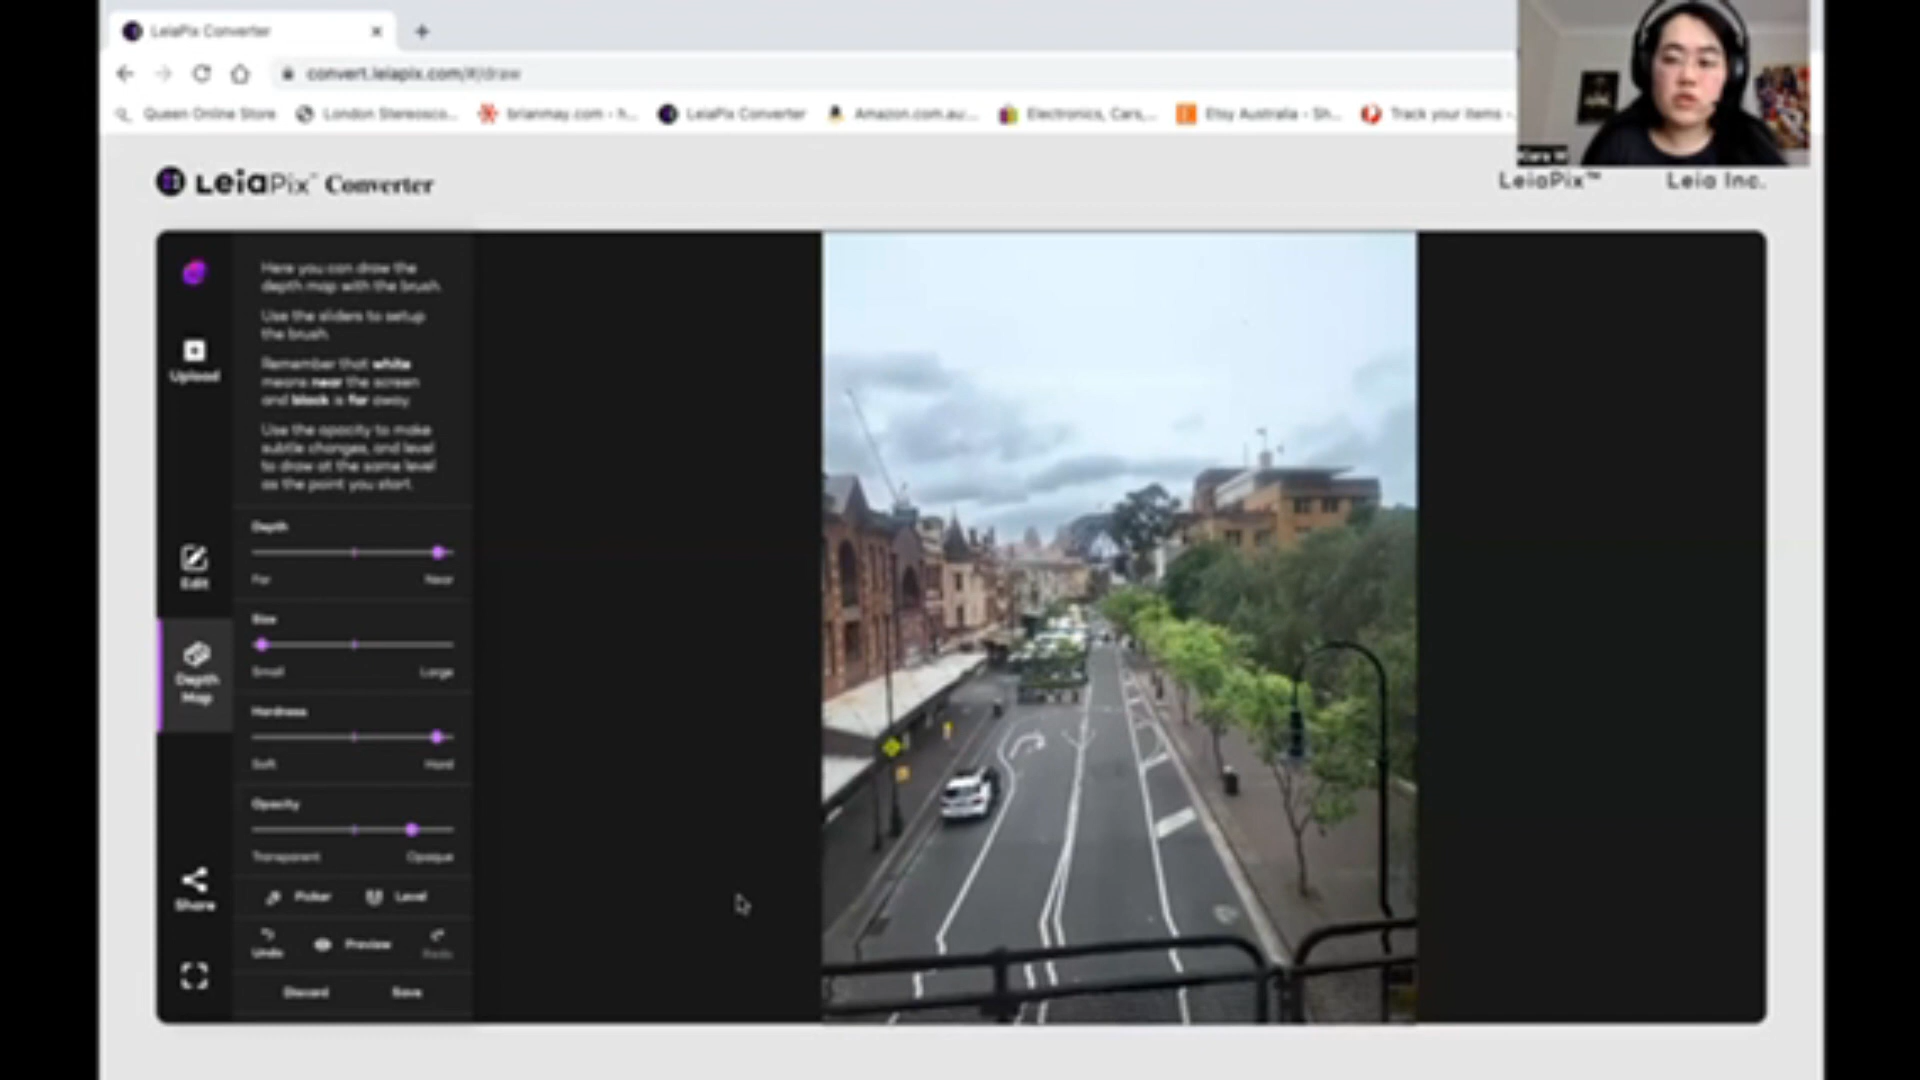 LeiaPix Converter
convert.leiapix.com/#/draw
Queen Online Store
London Stereosco...
brianmay.com - h...
LeiaPix Converter
Amazon.com.au:...
Electronics, Cars,...
Etsy Australia - Sh...
Track your items -
LeiaPix™ Converter
LeiaPix™
Leia Inc.
Here you can draw the
depth map with the brush.
Use the sliders to setup
the brush.
Remember that white
means near the screen
and black is far away.
Use the opacity to make
subtle changes, and level
to draw at the same level
as the point you start.
Upload
Edit
Depth
Map
Share
Depth
Far Near
Size
Small Large
Hardness
Soft Hard
Opacity
Transparent Opaque
Picker Level
Undo Preview Redo
Discard Save